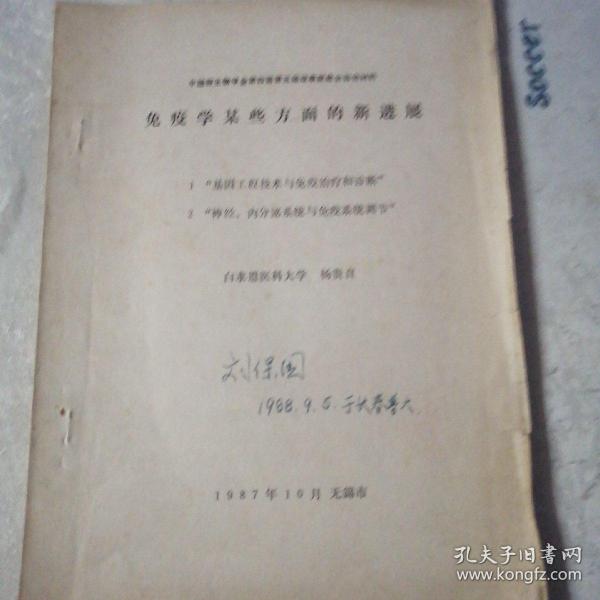 免疫学某些方面的新进展
1 “基因工程技术与免疫治疗和诊断”
2 “神经、内分泌系统与免疫系统调节”
白求恩医科大学 杨贵贞
刘保国
1988.9.5.于长春
1987年10月 无锡市
Soccer
孔夫子旧书网
www.kongfz.com